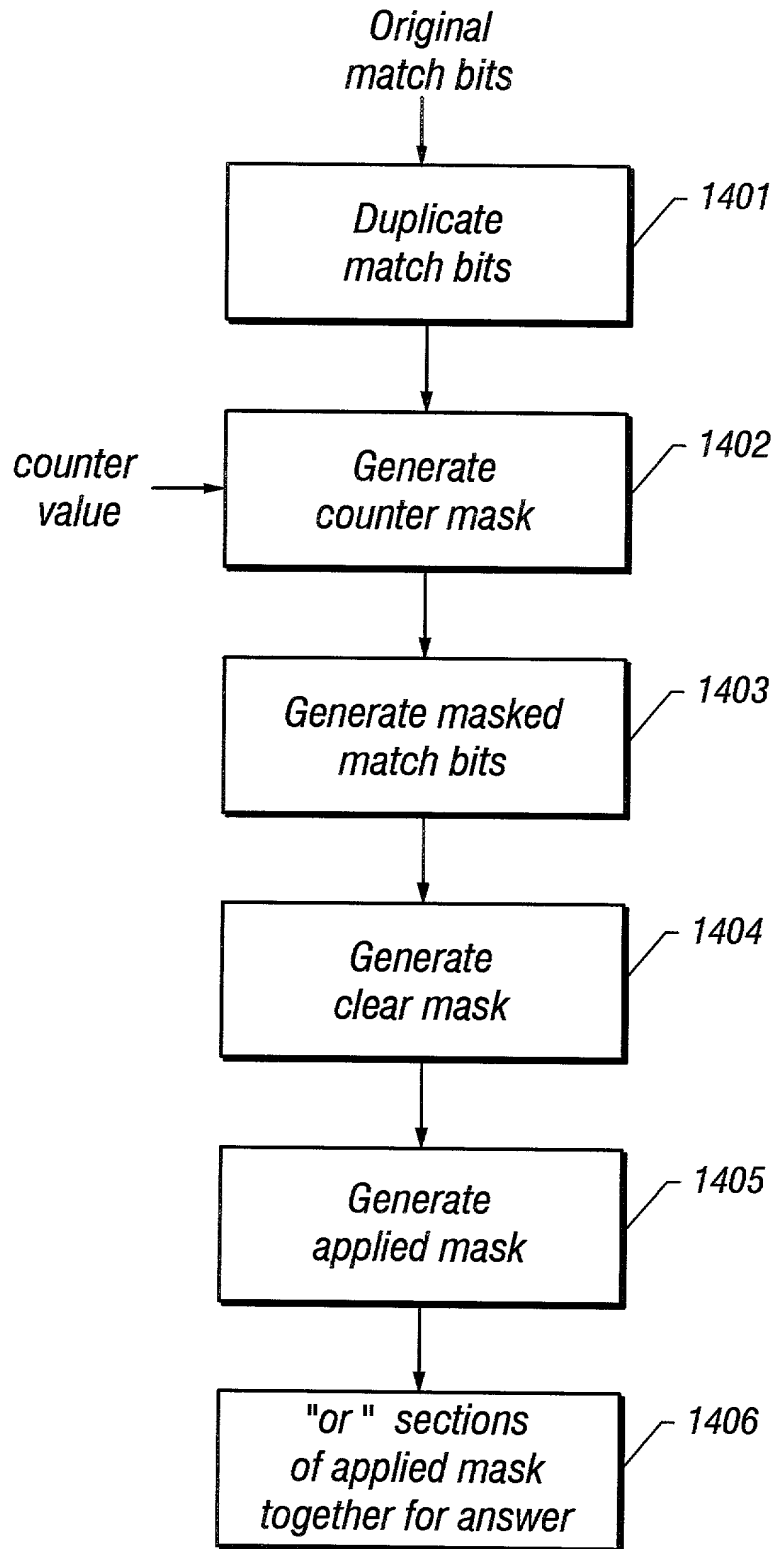 Original
match bits
Duplicate
match bits
1401
counter
value
Generate
counter mask
1402
Generate masked
match bits
1403
Generate
clear mask
1404
Generate
applied mask
1405
"or " sections
of applied mask
together for answer
1406